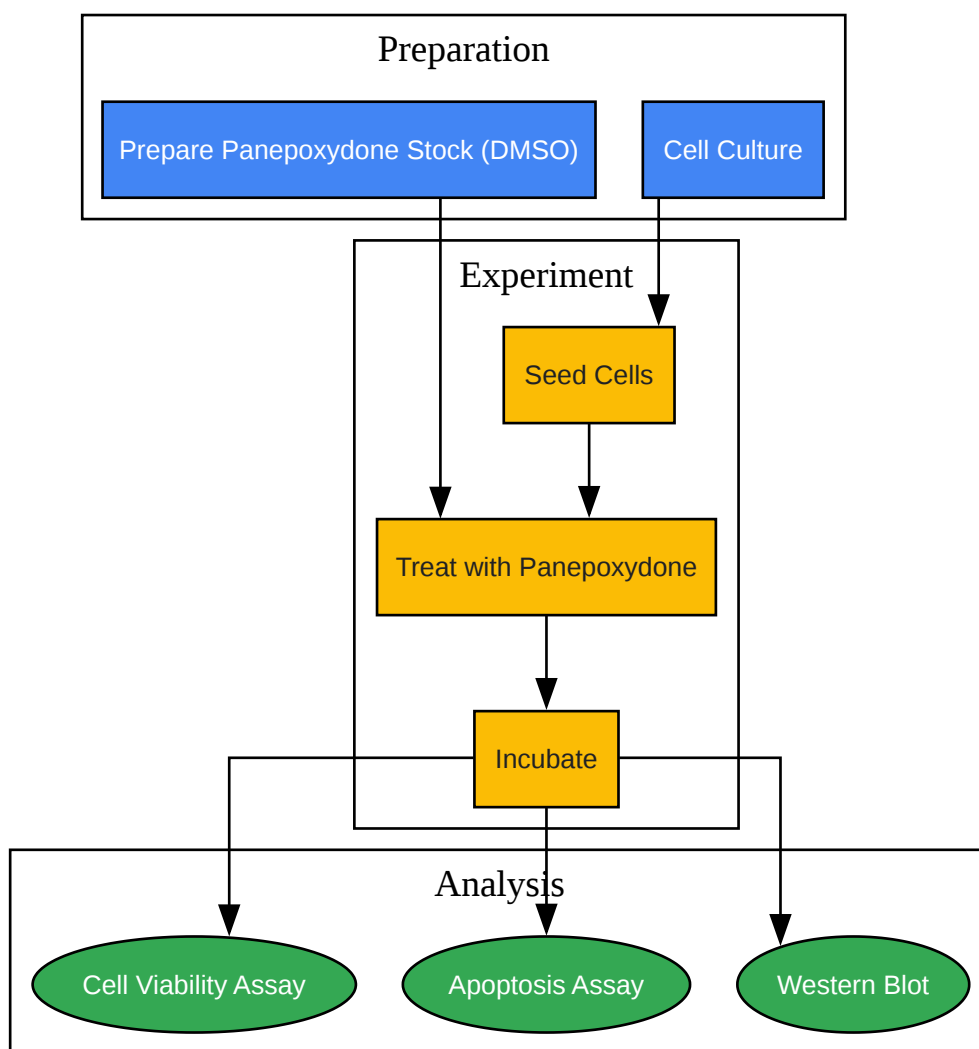 Preparation
Prepare Panepoxydone Stock (DMSO)
Cell Culture
Experiment
Seed Cells
Treat with Panepoxydone
Incubate
Analysis
Cell Viability Assay
Apoptosis Assay
Western Blot